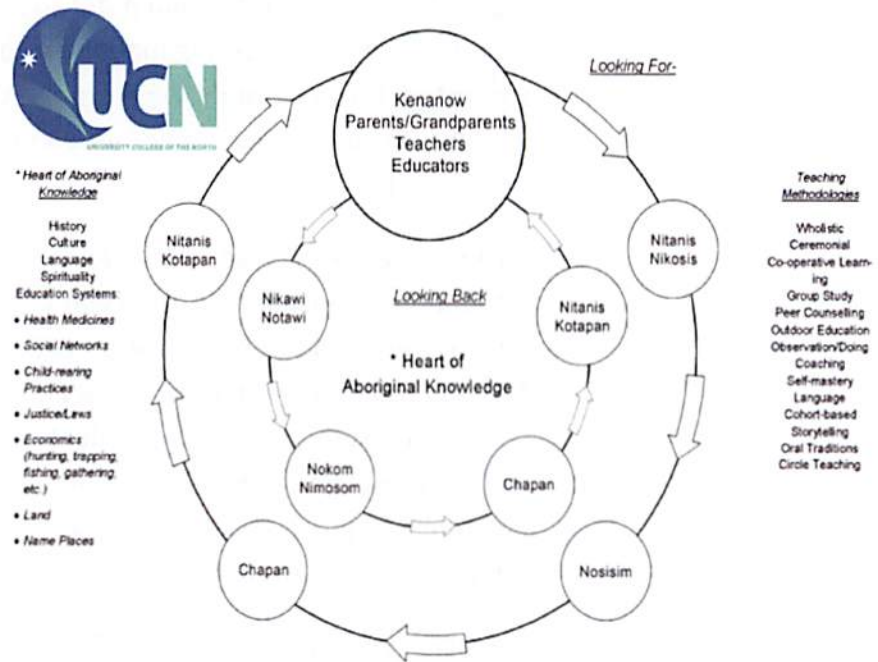 UCN
UNIVERSITY COLLEGE OF THE NORTH
* Heart of Aboriginal
Knowledge
History
Culture
Language
Spirituality
Education Systems:
• Health Medicines
• Social Networks
• Child-rearing
Practices
• Justice/Laws
• Economics
(hunting, trapping,
fishing, gathering,
etc.)
• Land
• Name Places
Looking For-
Kenanow
Parents/Grandparents
Teachers
Educators
Nitanis
Kotapan
Nitanis
Nikosis
Nikawi
Notawi
Looking Back
Nitanis
Kotapan
* Heart of
Aboriginal Knowledge
Nokom
Nimosom
Chapan
Chapan
Nosisim
Teaching
Methodologies
Wholistic
Ceremonial
Co-operative Learn-
ing
Group Study
Peer Counselling
Outdoor Education
Observation/Doing
Coaching
Self-mastery
Language
Cohort-based
Storytelling
Oral Traditions
Circle Teaching